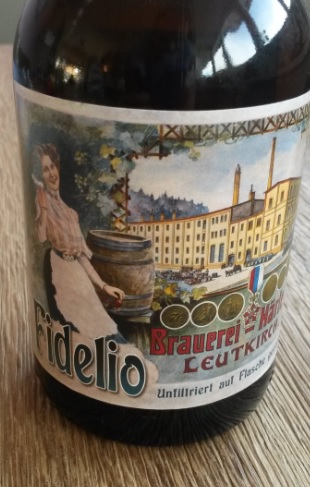 Fidelio
Brauerei
LEUTKIRCH
Unfiltriert auf Flasche